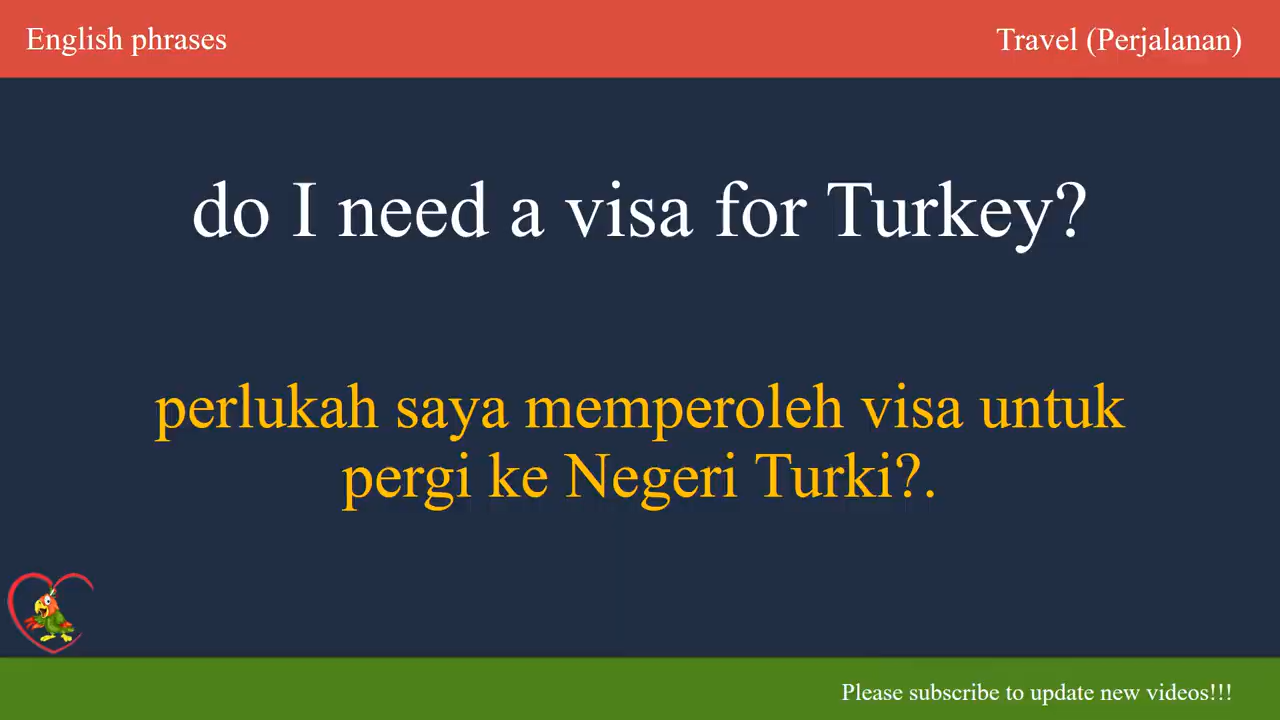 English phrases
Travel (Perjalanan)
do I need a visa for Turkey?
perlukah saya memperoleh visa untuk
pergi ke Negeri Turki?.
Please subscribe to update new videos!!!